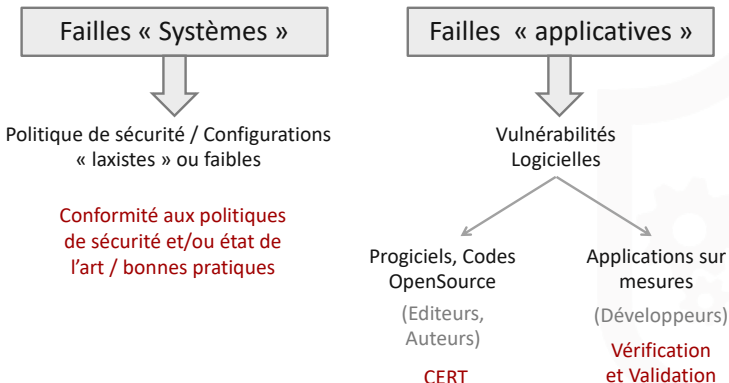 Failles « Systèmes »
Politique de sécurité / Configurations
« laxistes » ou faibles
Conformité aux politiques
de sécurité et/ou état de
l'art / bonnes pratiques
Failles « applicatives »
Vulnérabilités
Logicielles
Progiciels, Codes
OpenSource
(Editeurs,
Auteurs)
CERT
Applications sur
mesures
(Développeurs)
Vérification
et Validation